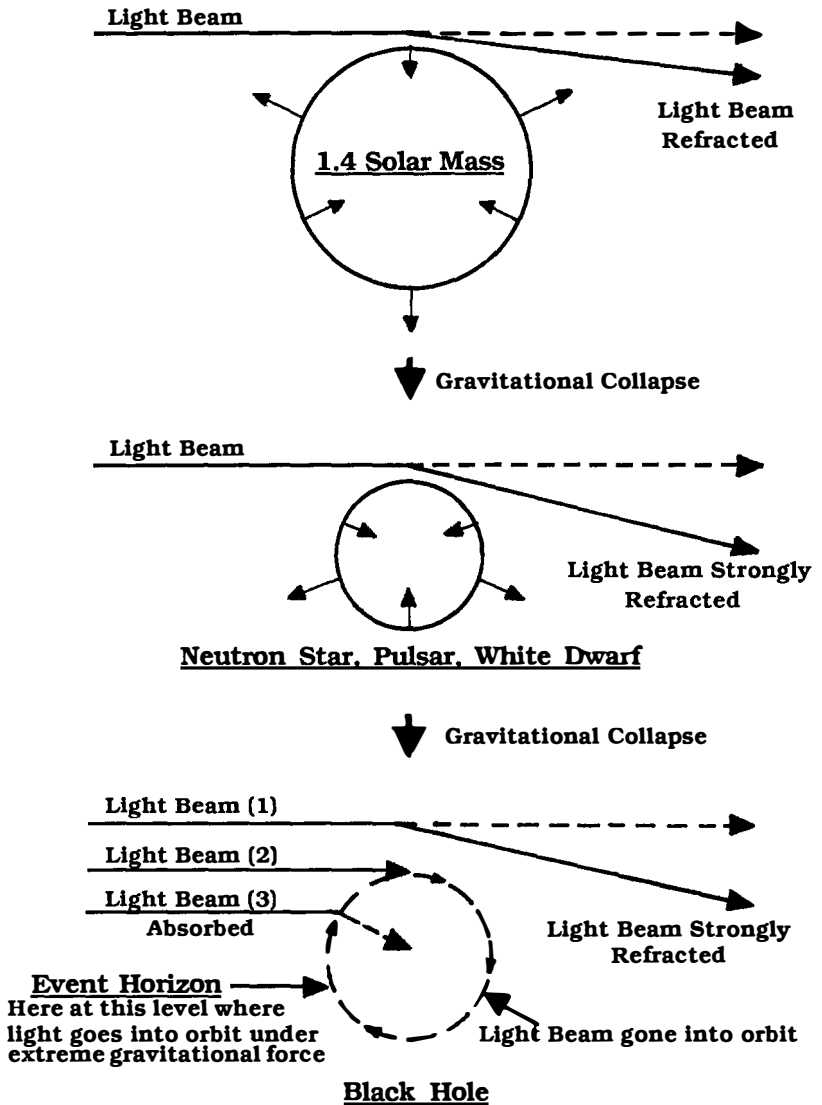 Light Beam
Light Beam
Refracted
1.4 Solar Mass
Gravitational Collapse
Light Beam
Light Beam Strongly
Refracted
Neutron Star, Pulsar, White Dwarf
Gravitational Collapse
Light Beam (1)
Light Beam (2)
Light Beam (3)
Absorbed
Light Beam Strongly
Refracted
Event Horizon
Here at this level where
light goes into orbit under
extreme gravitational force
Light Beam gone into orbit
Black Hole